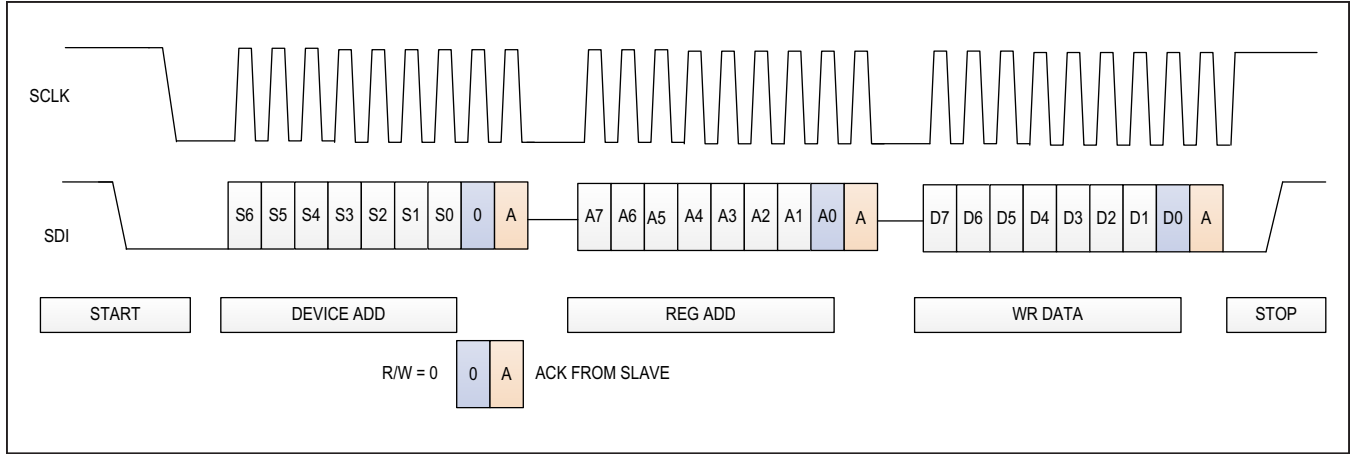 SCLK
SDI
S6 S5 S4 S3 S2 S1 S0 0 A A7 A6 A5 A4 A3 A2 A1 A0 A D7 D6 D5 D4 D3 D2 D1 D0 A
START DEVICE ADD REG ADD WR DATA STOP
R/W = 0 0 A ACK FROM SLAVE